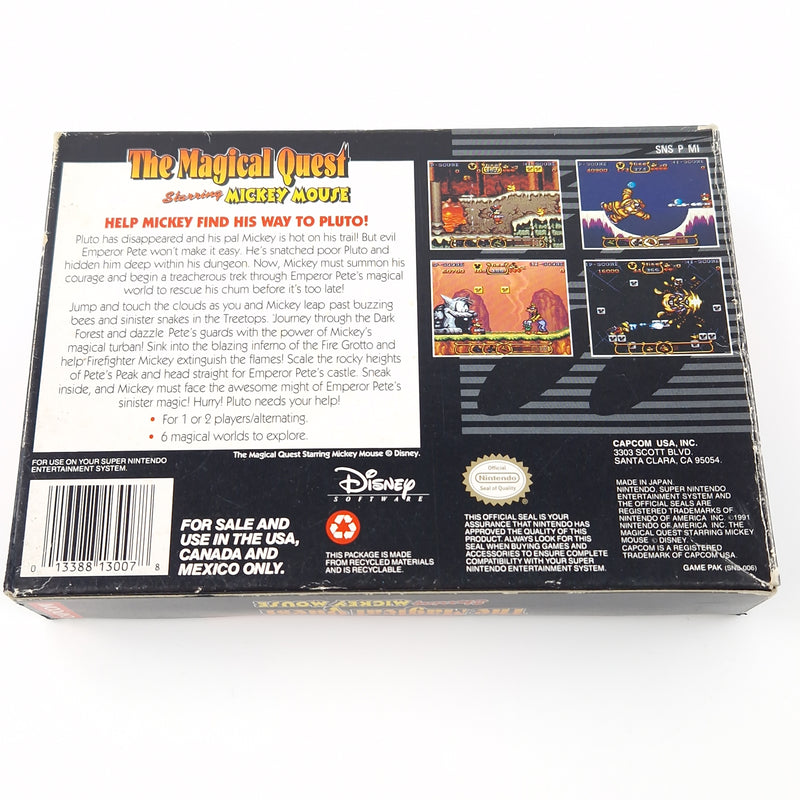 The Magical Quest
Starring MICKEY MOUSE
HELP MICKEY FIND HIS WAY TO PLUTO!
Pluto has disappeared and his pal Mickey is hot on his trail! But evil
Emperor Pete won't make it easy. He's snatched poor Pluto and
hidden him deep within his dungeon. Now, Mickey must summon his
courage and begin a treacherous trek through Emperor Pete's magical
world to rescue his chum before it's too late!
Jump and touch the clouds as you and Mickey leap past buzzing
bees and sinister snakes in the Treetops. Journey through the Dark
Forest and dazzle Pete's guards with the power of Mickey's
magical turban! Sink into the blazing inferno of the Fire Grotto and
help Firefighter Mickey extinguish the flames! Scale the rocky heights
of Pete's Peak and head straight for Emperor Pete's castle. Sneak
inside, and Mickey must face the awesome might of Emperor Pete's
sinister magic! Hurry! Pluto needs your help!
• For 1 or 2 players/alternating.
• 6 magical worlds to explore.
The Magical Quest Starring Mickey Mouse © Disney.
FOR USE ON YOUR SUPER NINTENDO
ENTERTAINMENT SYSTEM.
0 13388 13007 8
FOR SALE AND
USE IN THE USA,
CANADA AND
MEXICO ONLY.
Disney
SOFTWARE
THIS PACKAGE IS MADE
FROM RECYCLED MATERIALS
AND IS RECYCLABLE.
SNS P MI
Official
Nintendo
Seal of Quality
THIS OFFICIAL SEAL IS YOUR
ASSURANCE THAT NINTENDO HAS
APPROVED THE QUALITY OF THIS
PRODUCT. ALWAYS LOOK FOR THIS
SEAL WHEN BUYING GAMES AND
ACCESSORIES TO ENSURE COMPLETE
COMPATIBILITY WITH YOUR SUPER
NINTENDO ENTERTAINMENT SYSTEM.
CAPCOM USA, INC.
3303 SCOTT BLVD.
SANTA CLARA, CA 95054.
MADE IN JAPAN
NINTENDO, SUPER NINTENDO
ENTERTAINMENT SYSTEM AND
THE OFFICIAL SEALS ARE
REGISTERED TRADEMARKS OF
NINTENDO OF AMERICA INC. ©1991
NINTENDO OF AMERICA INC. THE
MAGICAL QUEST STARRING MICKEY
MOUSE © DISNEY.
CAPCOM IS A REGISTERED
TRADEMARK OF CAPCOM USA.
GAME PAK (SNS-006)
The Magical Quest
Starring MICKEY MOUSE